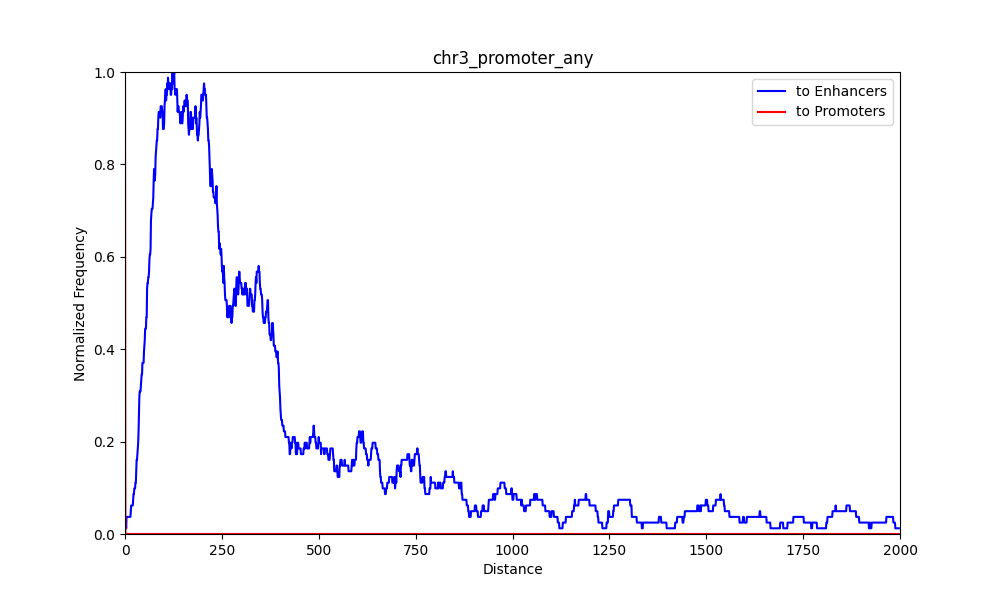 chr3_promoter_any
to Enhancers
to Promoters
Normalized Frequency
1.0
0.8
0.6
0.4
0.2
0.0
0 250 500 750 1000 1250 1500 1750 2000
Distance